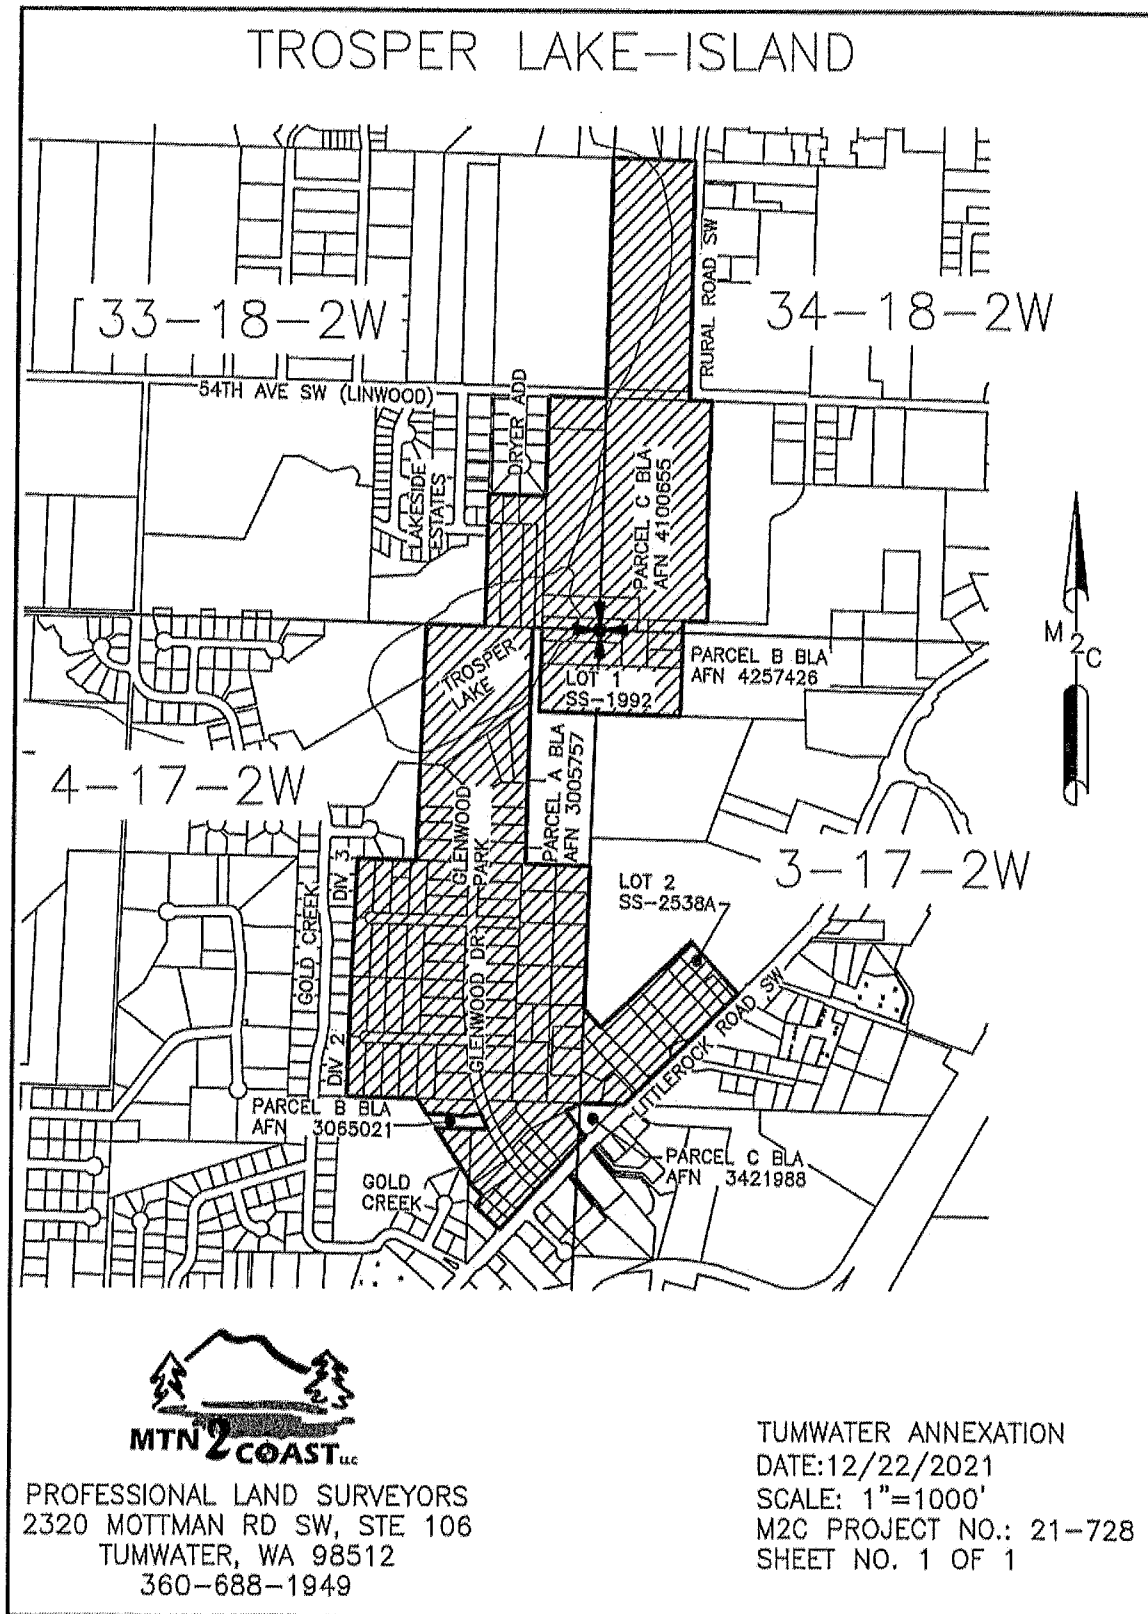 TROSPER LAKE-ISLAND
33-18-2W
34-18-2W
RURAL ROAD SW
54TH AVE SW (LINWOOD)
DRYER ADD
LAKESIDE
ESTATES
PARCEL C BLA
AFN 4100655
M2C
TROSPER
LAKE
LOT 1
SS-1992
PARCEL B BLA
AFN 4257426
4-17-2W
PARCEL A BLA
AFN 3005757
GLENWOOD
PARK
3-17-2W
LOT 2
SS-2538A
GOLD CREEK
DIV 3
DIV 2
GLENWOOD DR
LITTLEROCK ROAD SW
PARCEL B BLA
AFN 3065021
PARCEL C BLA
AFN 3421988
GOLD
CREEK
MTN 2 COAST LLC
PROFESSIONAL LAND SURVEYORS
2320 MOTTMAN RD SW, STE 106
TUMWATER, WA 98512
360-688-1949
TUMWATER ANNEXATION
DATE:12/22/2021
SCALE: 1"=1000'
M2C PROJECT NO.: 21-728
SHEET NO. 1 OF 1